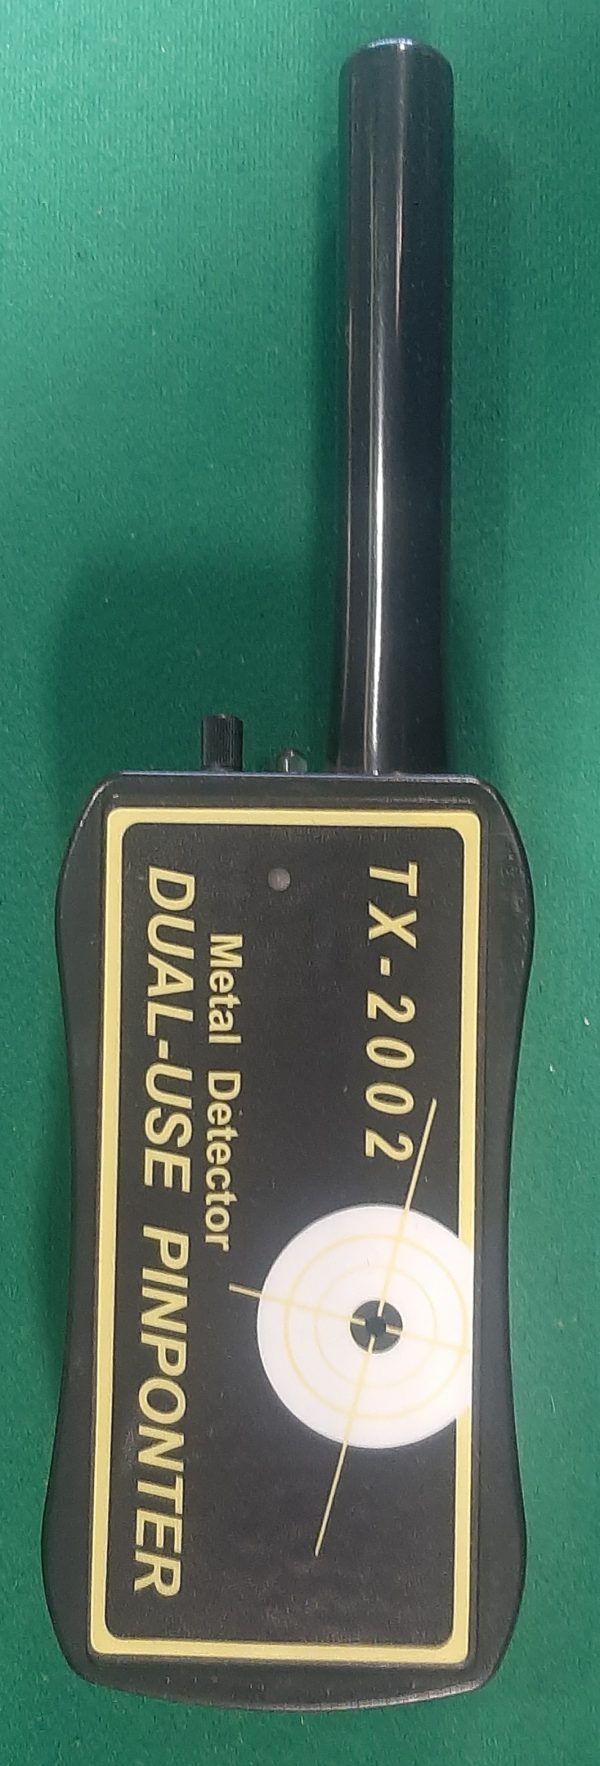 TX-2002
Metal Detector
DUAL-USE PINPONTER